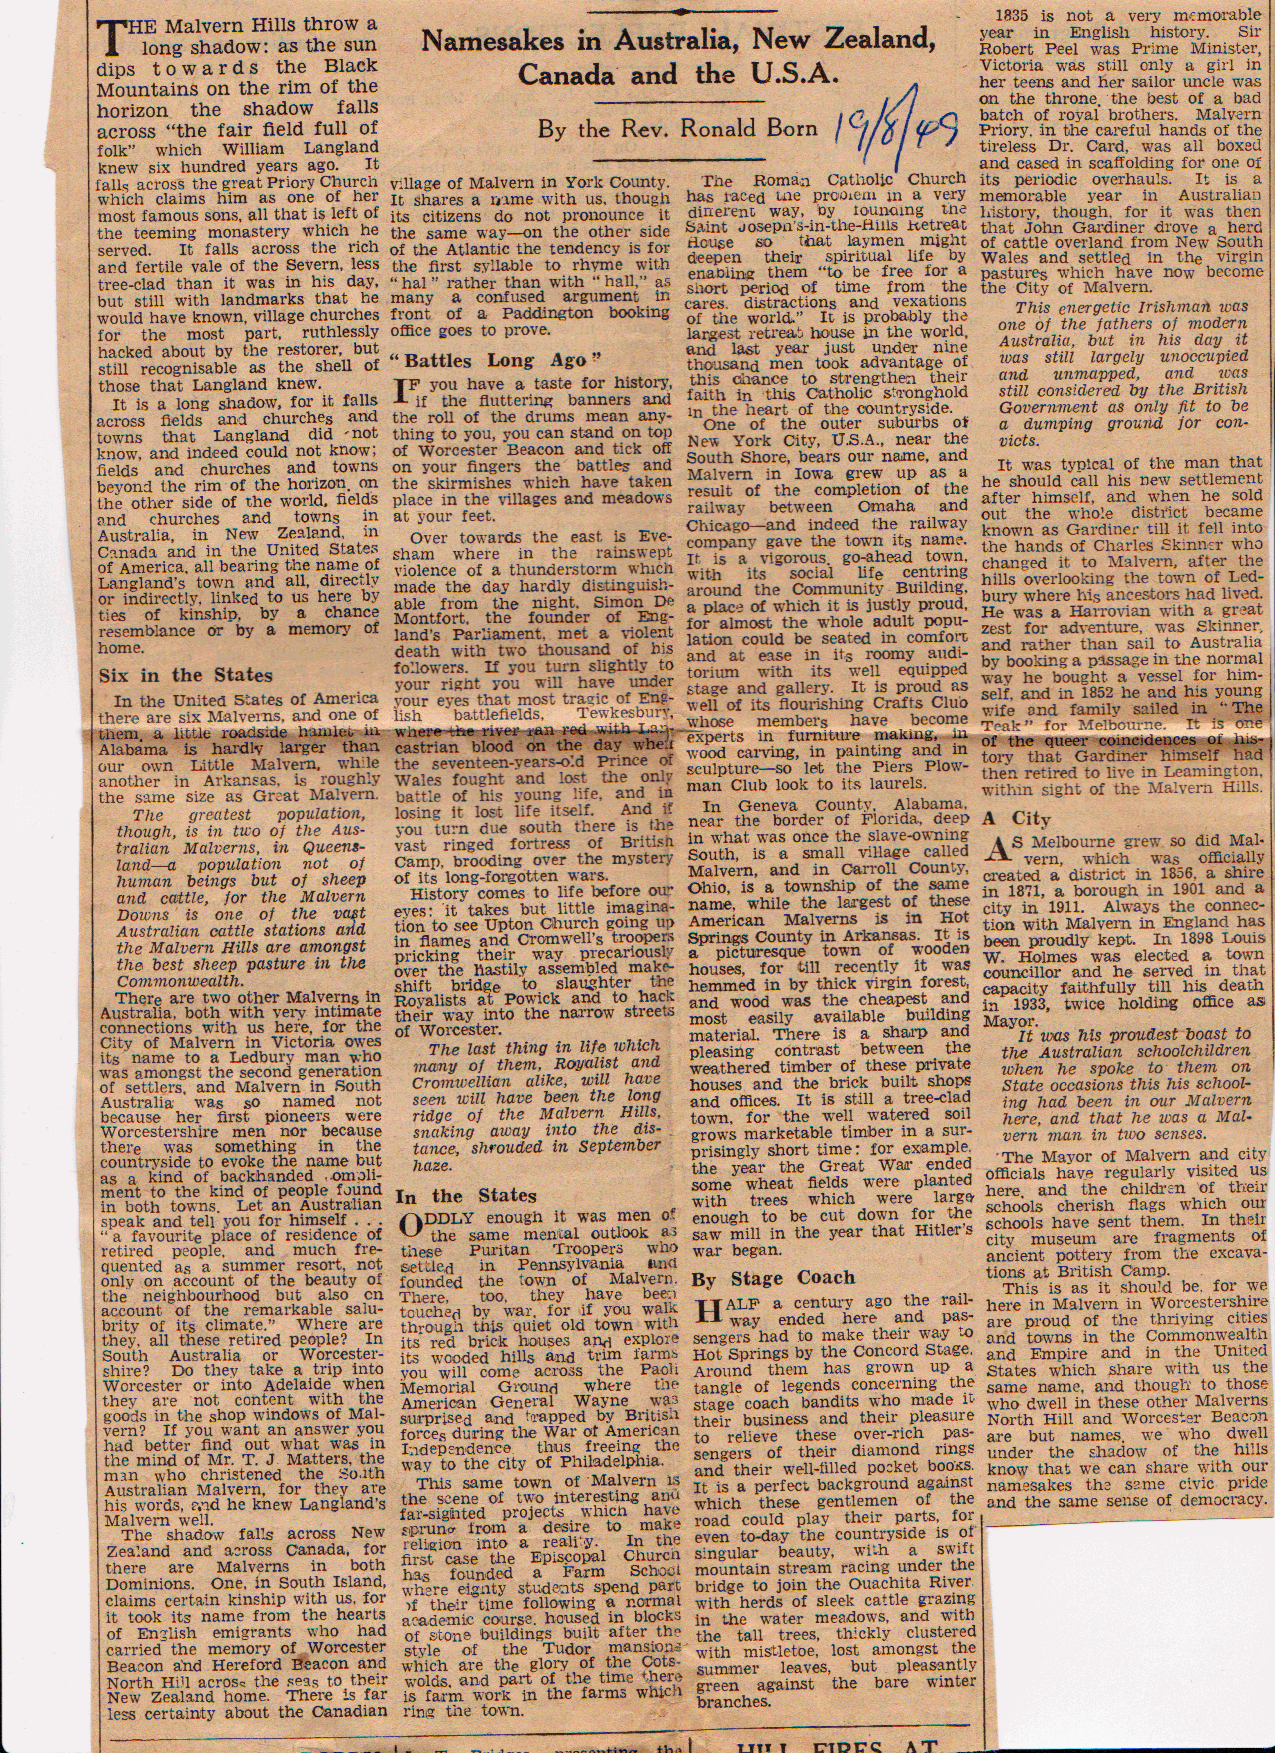 Namesakes in Australia, New Zealand,
Canada and the U.S.A.
By the Rev. Ronald Born
19/8/49
THE Malvern Hills throw a
long shadow: as the sun
dips towards the Black
Mountains on the rim of the
horizon the shadow falls
across "the fair field full of
folk" which William Langland
knew six hundred years ago. It
falls across the great Priory Church
which claims him as one of her
most famous sons, all that is left of
the teeming monastery which he
served. It falls across the rich
and fertile vale of the Severn, less
tree-clad than it was in his day,
but still with landmarks that he
would have known, village churches
for the most part, ruthlessly
hacked about by the restorer, but
still recognisable as the shell of
those that Langland knew.
It is a long shadow, for it falls
across fields and churches and
towns that Langland did not
know, and indeed could not know;
fields and churches and towns
beyond the rim of the horizon, on
the other side of the world, fields
and churches and towns in
Australia, in New Zealand, in
Canada and in the United States
of America, all bearing the name of
Langland's town and all, directly
or indirectly, linked to us here by
ties of kinship, by a chance
resemblance or by a memory of
home.
Six in the States
In the United States of America
there are six Malverns, and one of
them, a little roadside hamlet in
Alabama is hardly larger than
our own Little Malvern, while
another in Arkansas, is roughly
the same size as Great Malvern.
The greatest population,
though, is in two of the Aus-
tralian Malverns, in Queens-
land—a population not of
human beings but of sheep
and cattle, for the Malvern
Downs is one of the vast
Australian cattle stations and
the Malvern Hills are amongst
the best sheep pasture in the
Commonwealth.
There are two other Malverns in
Australia, both with very intimate
connections with us here, for the
City of Malvern in Victoria owes
its name to a Ledbury man who
was amongst the second generation
of settlers, and Malvern in South
Australia was so named not
because her first pioneers were
Worcestershire men nor because
there was something in the
countryside to evoke the name but
as a kind of backhanded compli-
ment to the kind of people found
in both towns. Let an Australian
speak and tell you for himself . . .
"a favourite place of residence of
retired people, and much fre-
quented as a summer resort, not
only on account of the beauty of
the neighbourhood but also on
account of the remarkable salu-
brity of its climate." Where are
they, all these retired people? In
South Australia or Worcester-
shire? Do they take a trip into
Worcester or into Adelaide when
they are not content with the
goods in the shop windows of Mal-
vern? If you want an answer you
had better find out what was in
the mind of Mr. T. J. Matters, the
man who christened the South
Australian Malvern, for they are
his words, and he knew Langland's
Malvern well.
The shadow falls across New
Zealand and across Canada, for
there are Malverns in both
Dominions. One, in South Island,
claims certain kinship with us, for
it took its name from the hearts
of English emigrants who had
carried the memory of Worcester
Beacon and Hereford Beacon and
North Hill across the seas to their
New Zealand home. There is far
less certainty about the Canadian
village of Malvern in York County.
It shares a name with us, though
its citizens do not pronounce it
the same way—on the other side
of the Atlantic the tendency is for
the first syllable to rhyme with
"hal" rather than with "hall," as
many a confused argument in
front of a Paddington booking
office goes to prove.
"Battles Long Ago"
IF you have a taste for history,
if the fluttering banners and
the roll of the drums mean any-
thing to you, you can stand on top
of Worcester Beacon and tick off
on your fingers the battles and
the skirmishes which have taken
place in the villages and meadows
at your feet.
Over towards the east is Eve-
sham where in the rainswept
violence of a thunderstorm which
made the day hardly distinguish-
able from the night, Simon De
Montfort, the founder of Eng-
land's Parliament, met a violent
death with two thousand of his
followers. If you turn slightly to
your right you will have under
your eyes that most tragic of Eng-
lish battlefields, Tewkesbury,
where the river ran red with Lan-
castrian blood on the day when
the seventeen-years-old Prince of
Wales fought and lost the only
battle of his young life, and in
losing it lost life itself. And if
you turn due south there is the
vast ringed fortress of British
Camp, brooding over the mystery
of its long-forgotten wars.
History comes to life before our
eyes: it takes but little imagina-
tion to see Upton Church going up
in flames and Cromwell's troopers
pricking their way precariously
over the hastily assembled make-
shift bridge to slaughter the
Royalists at Powick and to hack
their way into the narrow streets
of Worcester.
The last thing in life which
many of them, Royalist and
Cromwellian alike, will have
seen will have been the long
ridge of the Malvern Hills,
snaking away into the dis-
tance, shrouded in September
haze.
In the States
ODDLY enough it was men of
the same mental outlook as
these Puritan Troopers who
settled in Pennsylvania and
founded the town of Malvern.
There, too, they have been
touched by war, for if you walk
through this quiet old town with
its red brick houses and explore
its wooded hills and trim farms
you will come across the Paoli
Memorial Ground where the
American General Wayne was
surprised and trapped by British
forces during the War of American
Independence, thus freeing the
way to the city of Philadelphia.
This same town of Malvern is
the scene of two interesting and
far-sighted projects which have
sprung from a desire to make
religion into a reality. In the
first case the Episcopal Church
has founded a Farm School
where eighty students spend part
of their time following a normal
academic course, housed in blocks
of stone buildings built after the
style of the Tudor mansions
which are the glory of the Cots-
wolds, and part of the time there
is farm work in the farms which
ring the town.
The Roman Catholic Church
has faced the problem in a very
different way, by founding the
Saint Joseph's-in-the-Hills Retreat
House so that laymen might
deepen their spiritual life by
enabling them "to be free for a
short period of time from the
cares, distractions and vexations
of the world." It is probably the
largest retreat house in the world,
and last year just under nine
thousand men took advantage of
this chance to strengthen their
faith in this Catholic stronghold
in the heart of the countryside.
One of the outer suburbs of
New York City, U.S.A., near the
South Shore, bears our name, and
Malvern in Iowa grew up as a
result of the completion of the
railway between Omaha and
Chicago—and indeed the railway
company gave the town its name.
It is a vigorous, go-ahead town,
with its social life centring
around the Community Building,
a place of which it is justly proud,
for almost the whole adult popu-
lation could be seated in comfort
and at ease in its roomy audi-
torium with its well equipped
stage and gallery. It is proud as
well of its flourishing Crafts Club
whose members have become
experts in furniture making, in
wood carving, in painting and in
sculpture—so let the Piers Plow-
man Club look to its laurels.
In Geneva County, Alabama,
near the border of Florida, deep
in what was once the slave-owning
South, is a small village called
Malvern, and in Carroll County,
Ohio, is a township of the same
name, while the largest of these
American Malverns is in Hot
Springs County in Arkansas. It is
a picturesque town of wooden
houses, for till recently it was
hemmed in by thick virgin forest,
and wood was the cheapest and
most easily available building
material. There is a sharp and
pleasing contrast between the
weathered timber of these private
houses and the brick built shops
and offices. It is still a tree-clad
town, for the well watered soil
grows marketable timber in a sur-
prisingly short time: for example,
the year the Great War ended
some wheat fields were planted
with trees which were large
enough to be cut down for the
saw mill in the year that Hitler's
war began.
By Stage Coach
HALF a century ago the rail-
way ended here and pas-
sengers had to make their way to
Hot Springs by the Concord Stage.
Around them has grown up a
tangle of legends concerning the
stage coach bandits who made it
their business and their pleasure
to relieve these over-rich pas-
sengers of their diamond rings
and their well-filled pocket books.
It is a perfect background against
which these gentlemen of the
road could play their parts, for
even to-day the countryside is of
singular beauty, with a swift
mountain stream racing under the
bridge to join the Ouachita River
with herds of sleek cattle grazing
in the water meadows, and with
the tall trees, thickly clustered
with mistletoe, lost amongst the
summer leaves, but pleasantly
green against the bare winter
branches.
1835 is not a very memorable
year in English history. Sir
Robert Peel was Prime Minister,
Victoria was still only a girl in
her teens and her sailor uncle was
on the throne, the best of a bad
batch of royal brothers. Malvern
Priory, in the careful hands of the
tireless Dr. Card, was all boxed
and cased in scaffolding for one of
its periodic overhauls. It is a
memorable year in Australian
history, though, for it was then
that John Gardiner drove a herd
of cattle overland from New South
Wales and settled in the virgin
pastures which have now become
the City of Malvern.
This energetic Irishman was
one of the fathers of modern
Australia, but in his day it
was still largely unoccupied
and unmapped, and was
still considered by the British
Government as only fit to be
a dumping ground for con-
victs.
It was typical of the man that
he should call his new settlement
after himself, and when he sold
out the whole district became
known as Gardiner till it fell into
the hands of Charles Skinner who
changed it to Malvern, after the
hills overlooking the town of Led-
bury where his ancestors had lived.
He was a Harrovian with a great
zest for adventure, was Skinner,
and rather than sail to Australia
by booking a passage in the normal
way he bought a vessel for him-
self, and in 1852 he and his young
wife and family sailed in "The
Teak" for Melbourne. It is one
of the queer coincidences of his-
tory that Gardiner himself had
then retired to live in Leamington,
within sight of the Malvern Hills.
A City
AS Melbourne grew so did Mal-
vern, which was officially
created a district in 1856, a shire
in 1871, a borough in 1901 and a
city in 1911. Always the connec-
tion with Malvern in England has
been proudly kept. In 1898 Louis
W. Holmes was elected a town
councillor and he served in that
capacity faithfully till his death
in 1933, twice holding office as
Mayor.
It was his proudest boast to
the Australian schoolchildren
when he spoke to them on
State occasions this his school-
ing had been in our Malvern
here, and that he was a Mal-
vern man in two senses.
The Mayor of Malvern and city
officials have regularly visited us
here, and the children of their
schools cherish flags which our
schools have sent them. In their
city museum are fragments of
ancient pottery from the excava-
tions at British Camp.
This is as it should be, for we
here in Malvern in Worcestershire
are proud of the thriving cities
and towns in the Commonwealth
and Empire and in the United
States which share with us the
same name, and though to those
who dwell in these other Malverns
North Hill and Worcester Beacon
are but names, we who dwell
under the shadow of the hills
know that we can share with our
namesakes the same civic pride
and the same sense of democracy.
HILL FIRES AT